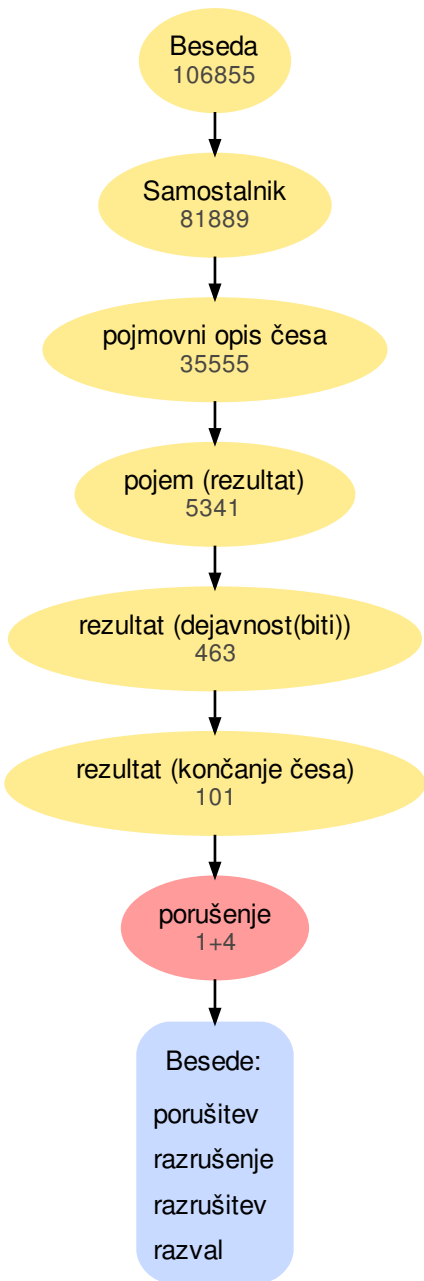 Beseda
106855
Samostalnik
81889
pojmovni opis česa
35555
pojem (rezultat)
5341
rezultat (dejavnost(biti))
463
rezultat (končanje česa)
101
porušenje
1+4
Besede:
porušitev
razrušenje
razrušitev
razval